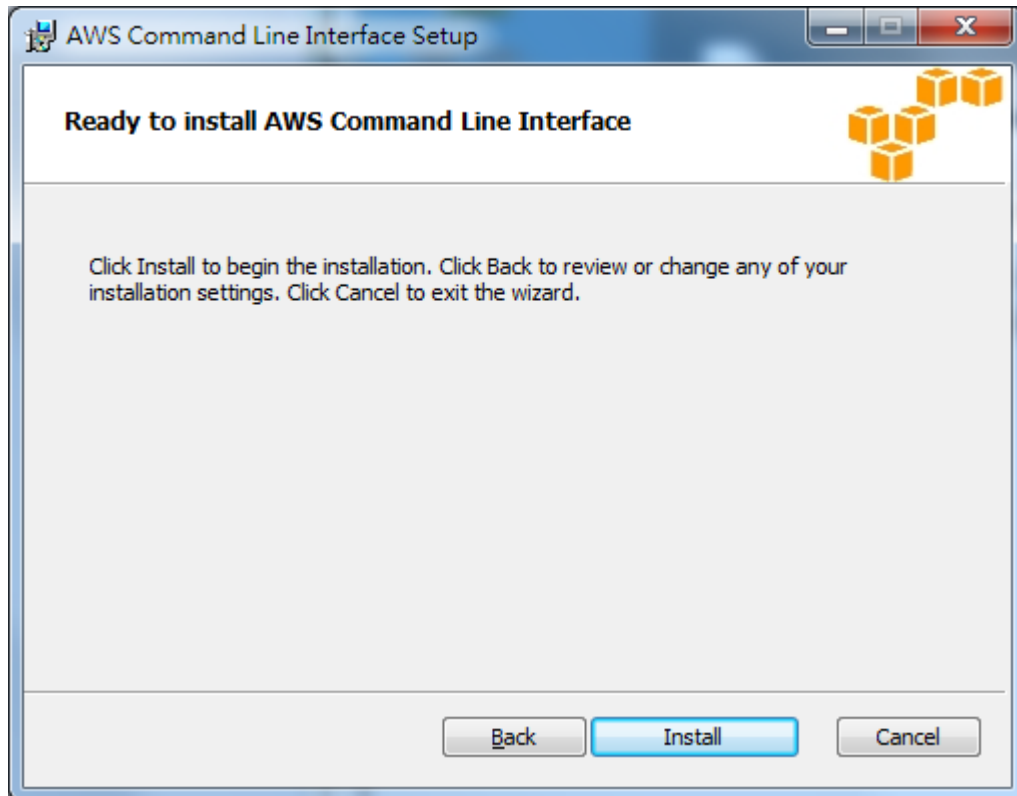 AWS Command Line Interface Setup
Ready to install AWS Command Line Interface
Click Install to begin the installation. Click Back to review or change any of your
installation settings. Click Cancel to exit the wizard.
Back
Install
Cancel